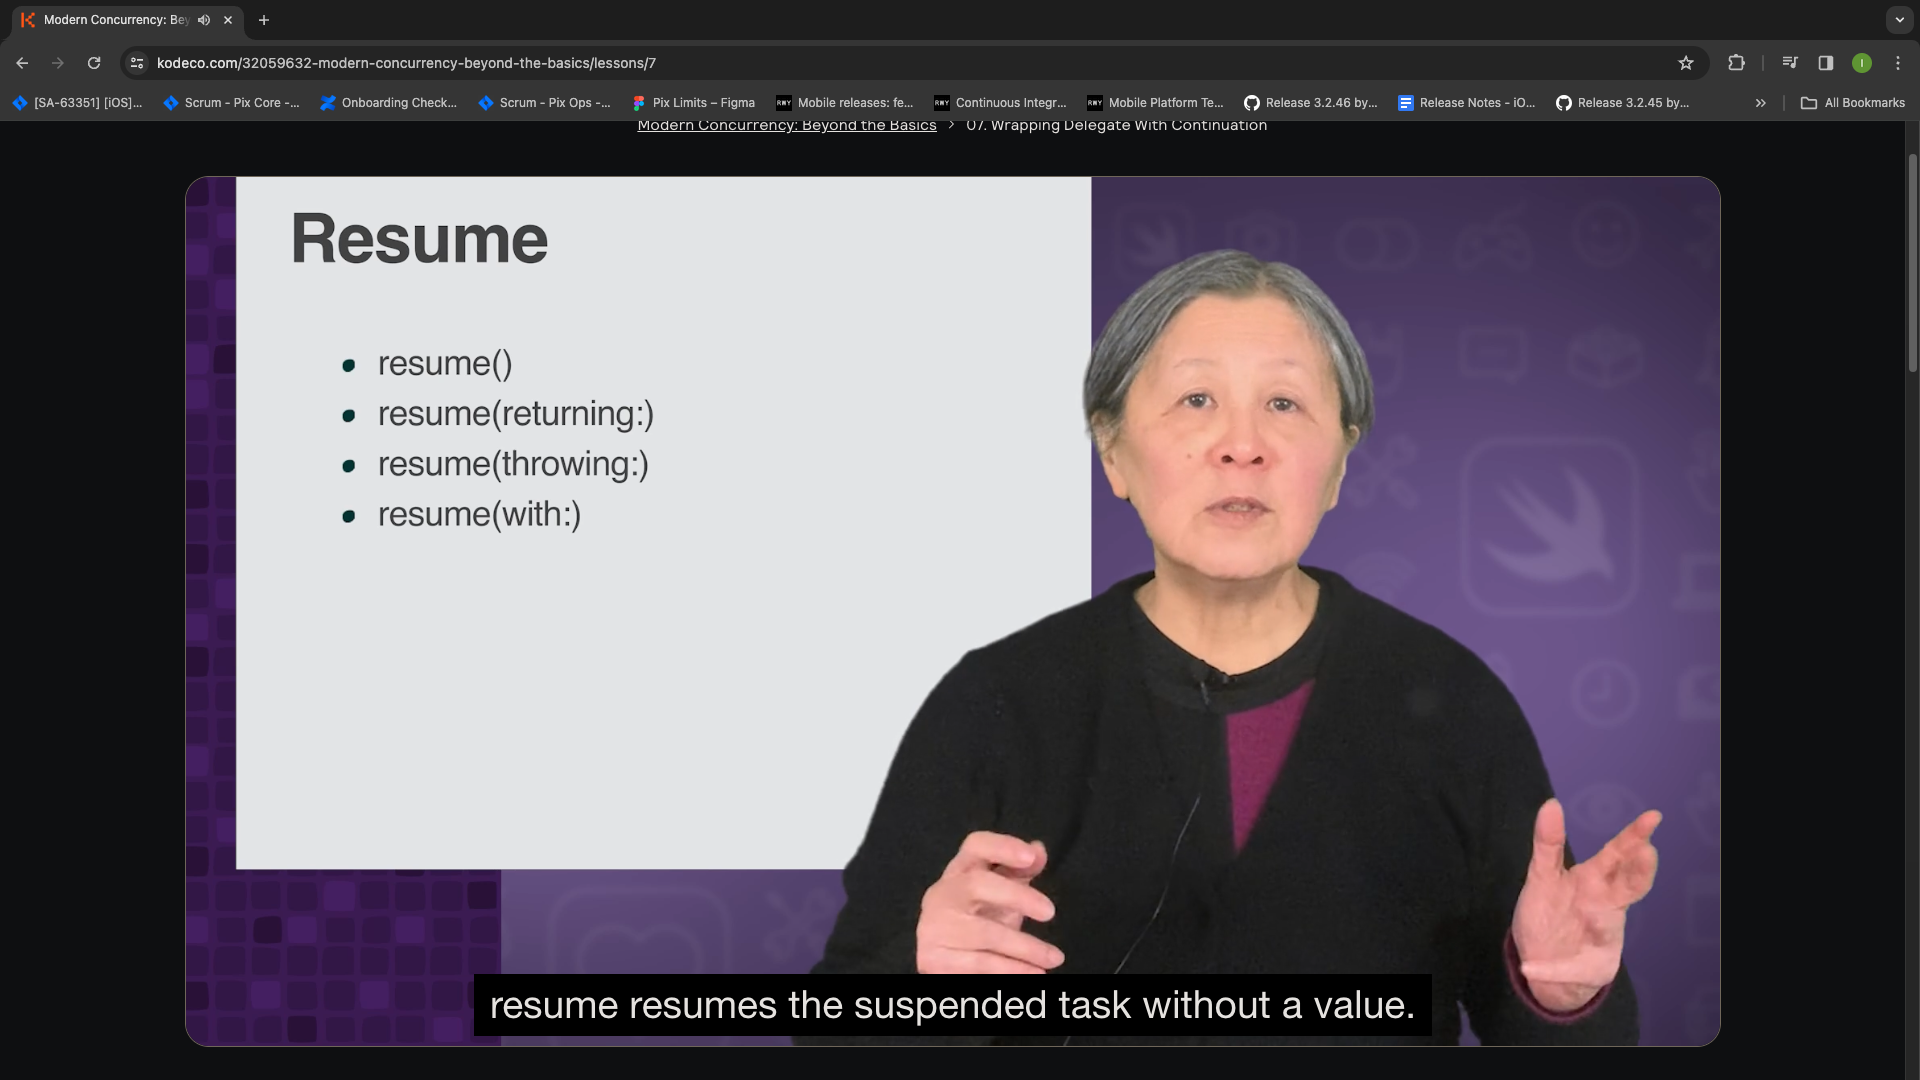 Modern Concurrency: Bey
kodeco.com/32059632-modern-concurrency-beyond-the-basics/lessons/7
I
[SA-63351] [iOS]...
Scrum - Pix Core -...
Onboarding Check...
Scrum - Pix Ops -...
Pix Limits – Figma
RWY Mobile releases: fe...
RWY Continuous Integr...
RWY Mobile Platform Te...
Release 3.2.46 by...
Release Notes - iO...
Release 3.2.45 by...
All Bookmarks
Modern Concurrency: Beyond the Basics > 07. Wrapping Delegate With Continuation
Resume
• resume()
• resume(returning:)
• resume(throwing:)
• resume(with:)
resume resumes the suspended task without a value.